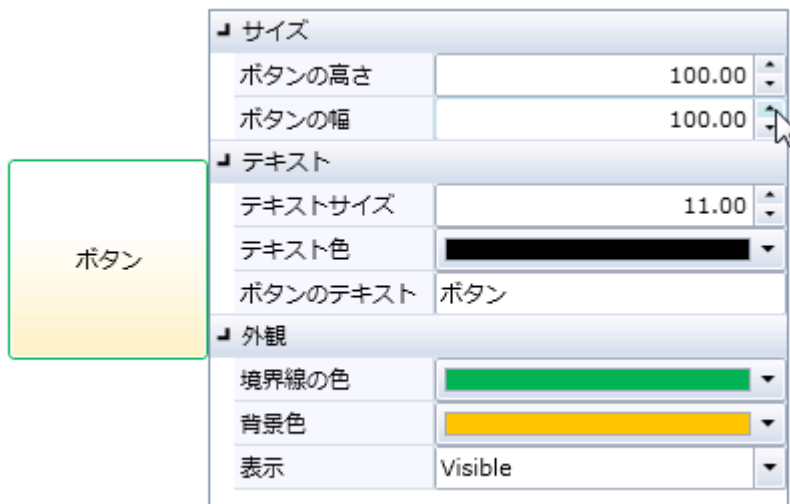 サイズ
ボタンの高さ 100.00
ボタンの幅 100.00
テキスト
テキストサイズ 11.00
テキスト色
ボタンのテキスト ボタン
外観
境界線の色
背景色
表示 Visible
ボタン